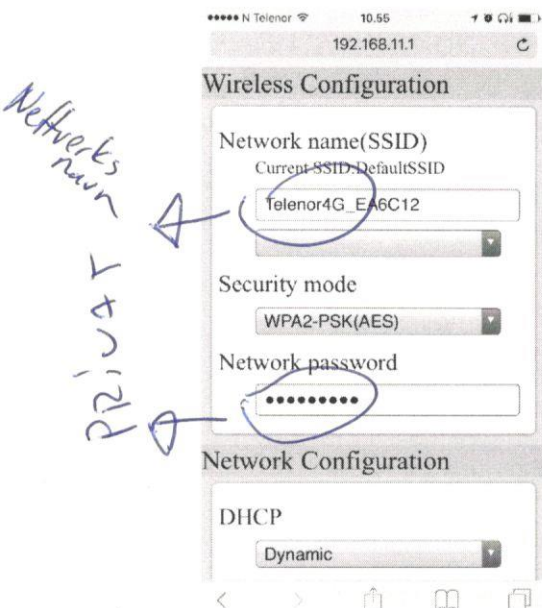 N Telenor 10.55
192.168.11.1
Wireless Configuration
Nettverks
navn
Network name(SSID)
Current SSID:DefaultSSID
Telenor4G_EA6C12
Security mode
WPA2-PSK(AES)
PRIVAT
Network password
•••••••••
Network Configuration
DHCP
Dynamic